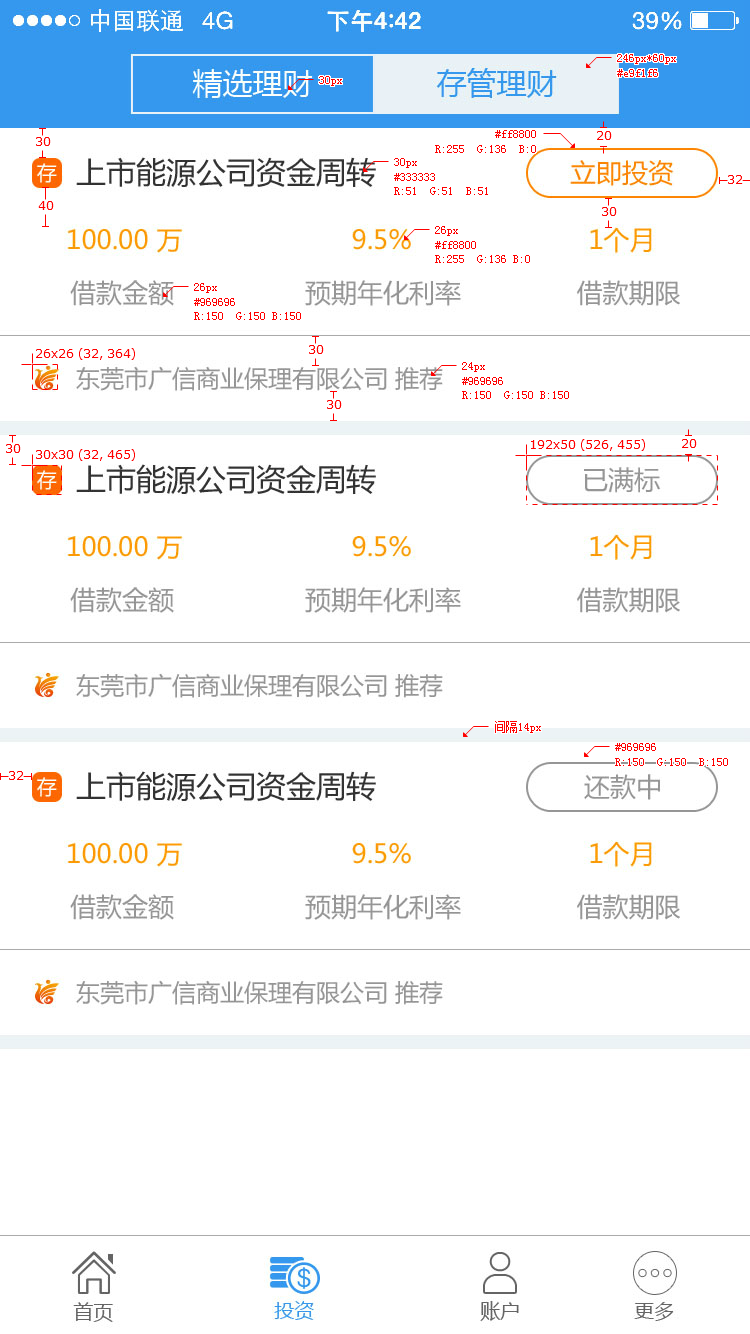 中国联通 4G 下午4:42 39%
精选理财 30px 存管理财 246px*60px
#e9f1f6
#ff8800 20
30 R:255 G:136 B:0
存 上市能源公司资金周转 30px 立即投资 32
#333333
R:51 G:51 B:51
40 30
100.00 万 9.5% 26px 1个月
#ff8800
R:255 G:136 B:0
借款金额 26px 预期年化利率 借款期限
#969696
R:150 G:150 B:150
26x26 (32, 364) 30
东莞市广信商业保理有限公司 推荐 24px
#969696
R:150 G:150 B:150
30
30 30x30 (32, 465) 192x50 (526, 455) 20
存 上市能源公司资金周转 已满标
100.00 万 9.5% 1个月
借款金额 预期年化利率 借款期限
东莞市广信商业保理有限公司 推荐
间隔14px
#969696
R:150 G:150 B:150
32 存 上市能源公司资金周转 还款中
100.00 万 9.5% 1个月
借款金额 预期年化利率 借款期限
东莞市广信商业保理有限公司 推荐
首页 投资 账户 更多